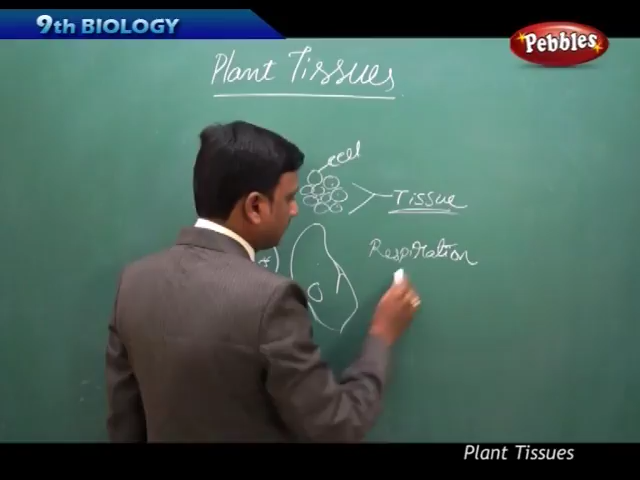 9th BIOLOGY
Pebbles
Plant Tissues
cell
Tissue
Respiration
Plant Tissues